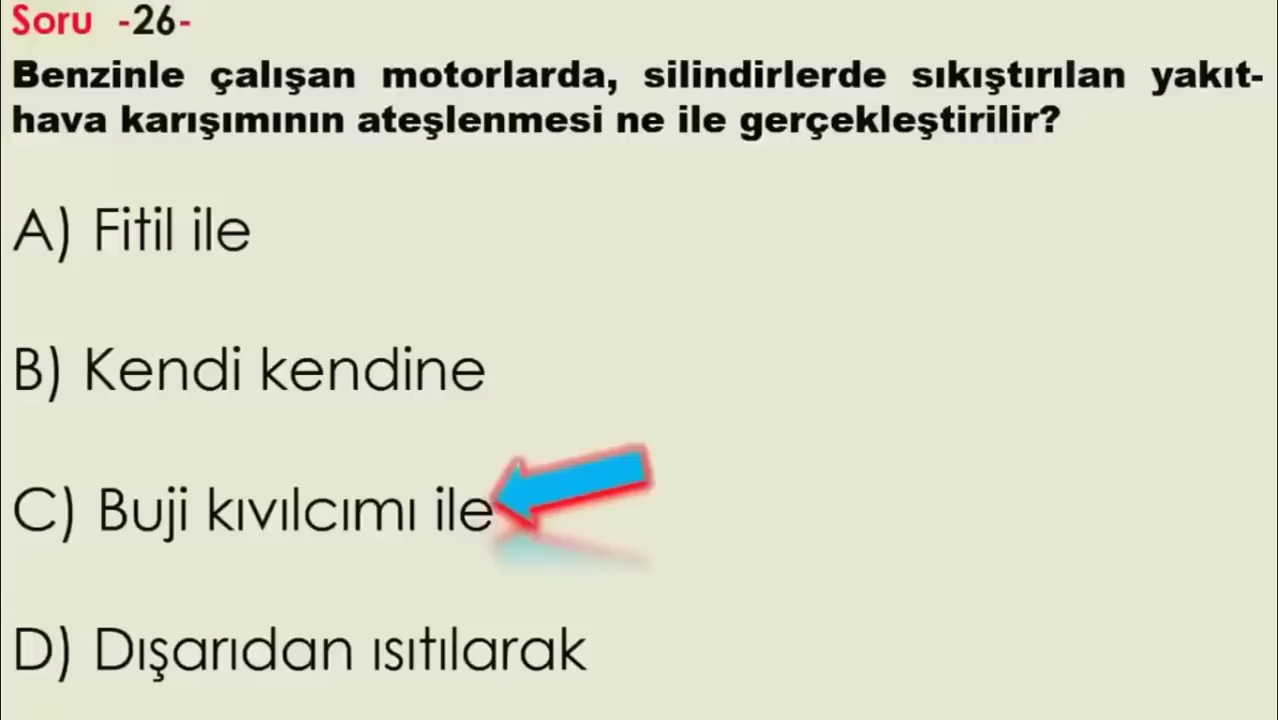 Soru -26-
Benzinle çalışan motorlarda, silindirlerde sıkıştırılan yakıt-
hava karışımının ateşlenmesi ne ile gerçekleştirilir?
A) Fitil ile
B) Kendi kendine
C) Buji kıvılcımı ile
D) Dışarıdan ısıtılarak